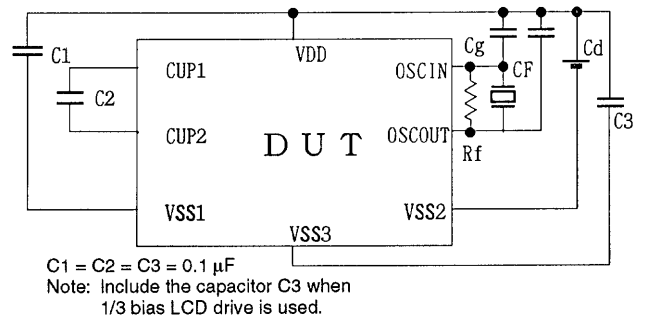 C1
VDD
Cg
Cd
CUP1
OSCIN
CF
C2
C3
CUP2
D U T
OSCOUT
Rf
VSS1
VSS2
VSS3
C1 = C2 = C3 = 0.1 μF
Note: Include the capacitor C3 when
1/3 bias LCD drive is used.